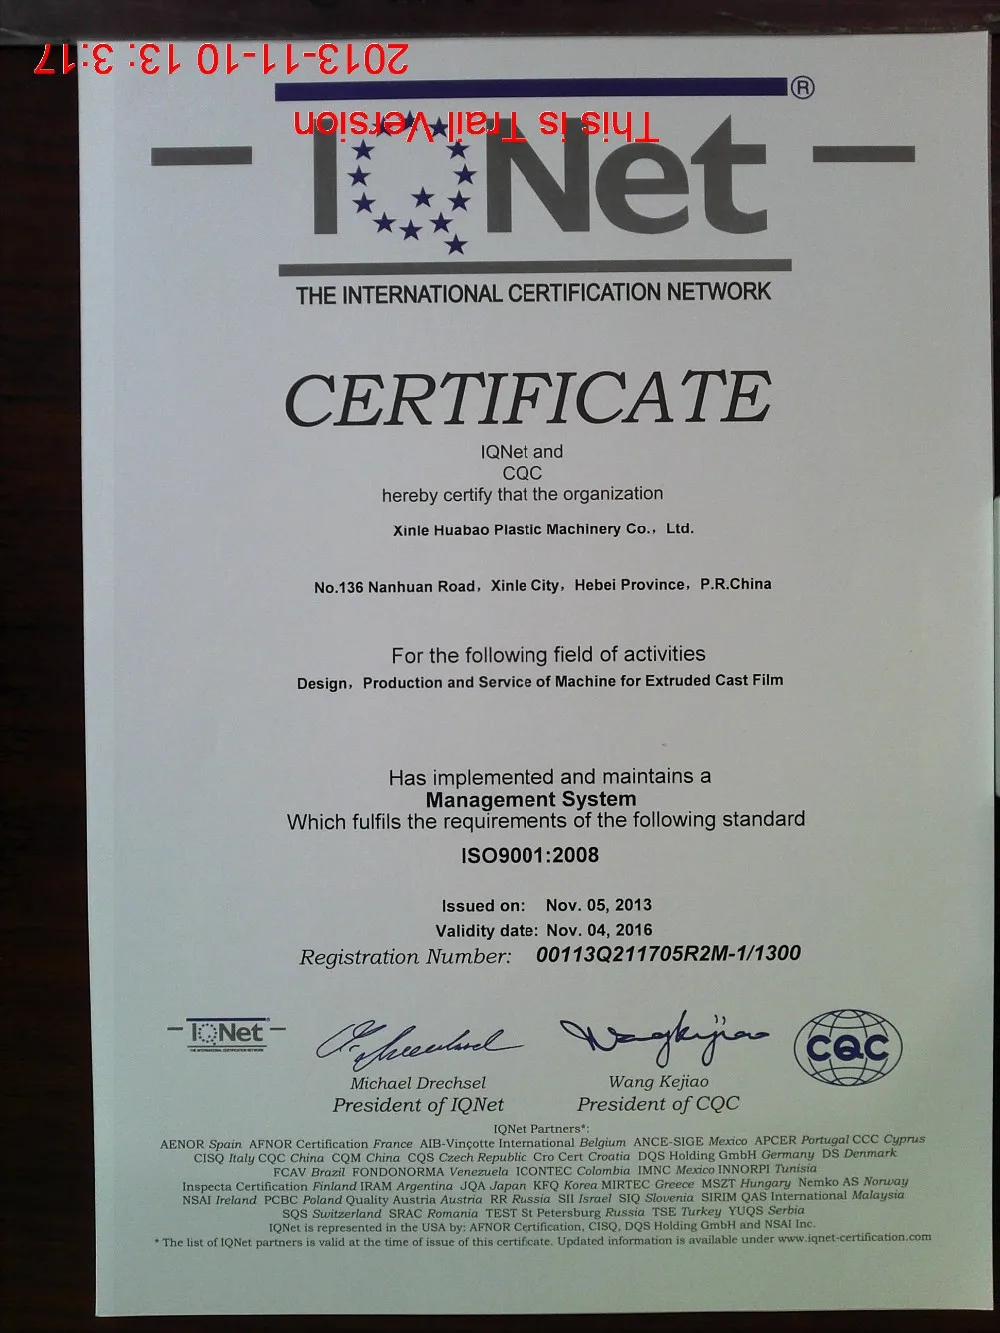 2013-11-10 13:3:17
This is Trail Version
IQNet ®
THE INTERNATIONAL CERTIFICATION NETWORK
CERTIFICATE
IQNet and
CQC
hereby certify that the organization
Xinle Huabao Plastic Machinery Co., Ltd.
No.136 Nanhuan Road, Xinle City, Hebei Province, P.R.China
For the following field of activities
Design, Production and Service of Machine for Extruded Cast Film
Has implemented and maintains a
Management System
Which fulfils the requirements of the following standard
ISO9001:2008
Issued on: Nov. 05, 2013
Validity date: Nov. 04, 2016
Registration Number: 00113Q211705R2M-1/1300
IQNet
THE INTERNATIONAL CERTIFICATION NETWORK
CQC
Michael Drechsel Wang Kejiao
President of IQNet President of CQC
IQNet Partners*:
AENOR Spain AFNOR Certification France AIB-Vinçotte International Belgium ANCE-SIGE Mexico APCER Portugal CCC Cyprus
CISQ Italy CQC China CQM China CQS Czech Republic Cro Cert Croatia DQS Holding GmbH Germany DS Denmark
FCAV Brazil FONDONORMA Venezuela ICONTEC Colombia IMNC Mexico INNORPI Tunisia
Inspecta Certification Finland IRAM Argentina JQA Japan KFQ Korea MIRTEC Greece MSZT Hungary Nemko AS Norway
NSAI Ireland PCBC Poland Quality Austria Austria RR Russia SII Israel SIQ Slovenia SIRIM QAS International Malaysia
SQS Switzerland SRAC Romania TEST St Petersburg Russia TSE Turkey YUQS Serbia
IQNet is represented in the USA by: AFNOR Certification, CISQ, DQS Holding GmbH and NSAI Inc.
* The list of IQNet partners is valid at the time of issue of this certificate. Updated information is available under www.iqnet-certification.com